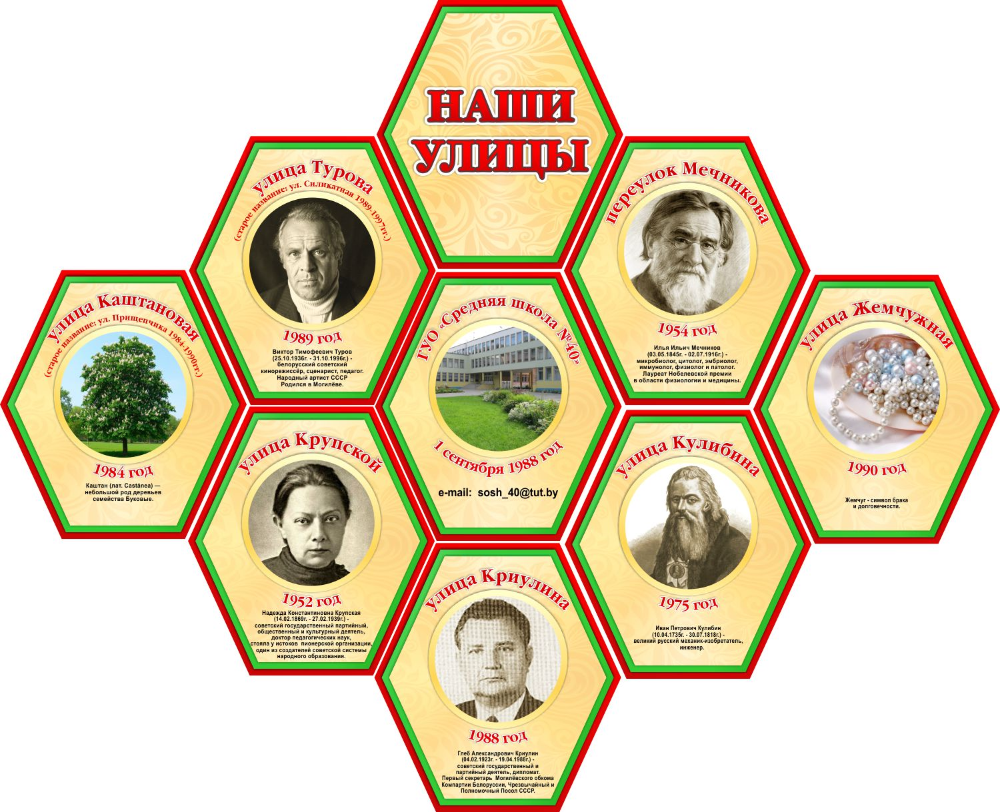 НАШИ
УЛИЦЫ
улица Турова
(старое название: ул. Силикатная 1989-1997гг.)
1989 год
Виктор Тимофеевич Туров
(25.10.1936г. - 31.10.1996г.) -
белорусский советский
кинорежиссёр, сценарист, педагог.
Народный артист СССР
Родился в Могилёве.
переулок Мечникова
1954 год
Илья Ильич Мечников
(03.05.1845г. - 02.07.1916г.) -
микробиолог, цитолог, эмбриолог,
иммунолог, физиолог и патолог.
Лауреат Нобелевской премии
в области физиологии и медицины.
улица Каштановая
(старое название: ул. Прищепчика 1984-1990гг.)
1984 год
Каштан (лат. Castánea) —
небольшой род деревьев
семейства Буковые.
ГУО «Средняя школа №40»
1 сентября 1988 год
e-mail: sosh_40@tut.by
улица Жемчужная
1990 год
Жемчуг - символ брака
и долговечности.
улица Крупской
1952 год
Надежда Константиновна Крупская
(14.02.1869г. - 27.02.1939г.) -
советский государственный партийный,
общественный и культурный деятель,
доктор педагогических наук,
стояла у истоков пионерской организации,
один из создателей советской системы
народного образования.
улица Кулибина
1975 год
Иван Петрович Кулибин
(10.04.1735г. - 30.07.1818г.) -
великий русский механик-изобретатель,
инженер.
улица Криулина
1988 год
Глеб Александрович Криулин
(04.02.1923г. - 19.04.1988г.) -
советский государственный и
партийный деятель, дипломат.
Первый секретарь Могилёвского обкома
Компартии Белоруссии, Чрезвычайный и
Полномочный Посол СССР.